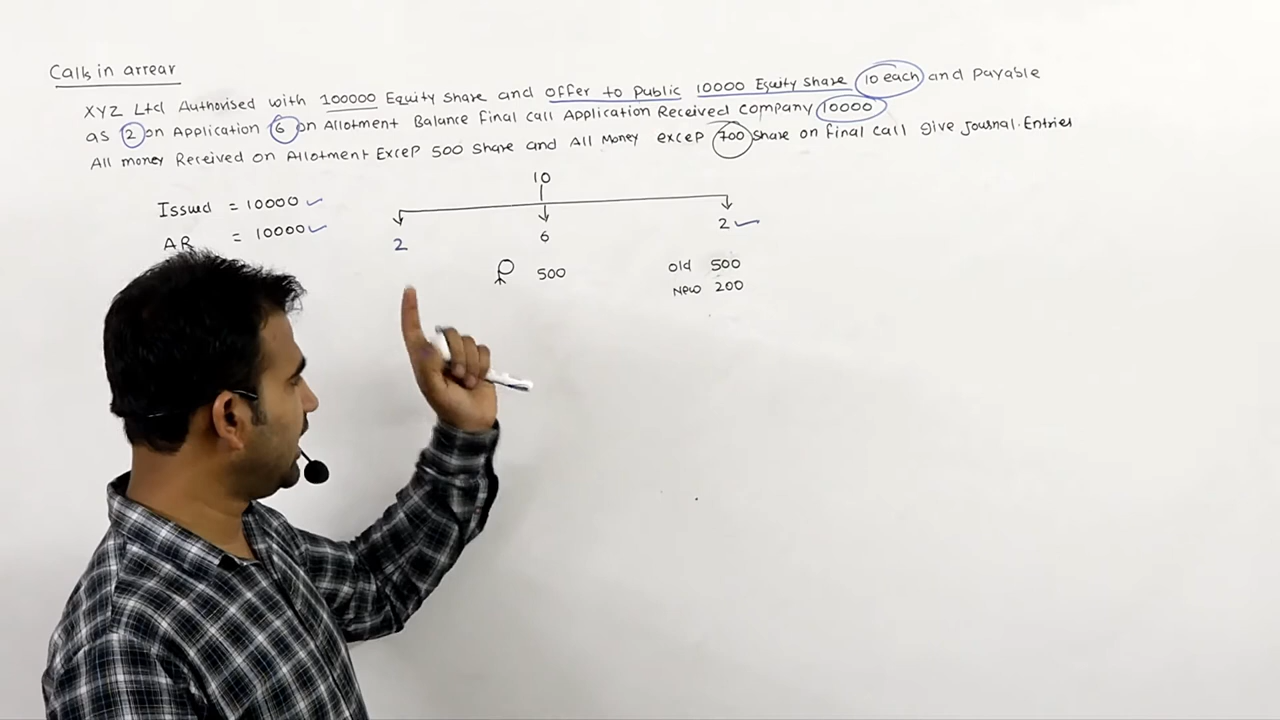 Calls in arrear
XYZ Ltd Authorised with 100000 Equity share and offer to public 10000 Equity share 10 each and Payable
as 2 on Application 6 on Allotment Balance final call Application Received company 10000
All money Received on Allotment Excep 500 share and All Money excep 700 share on final call give Journal Entries
10
Issued = 10000 ✓
AR = 10000 ✓
2 6 2 ✓
500
Old 500
New 200